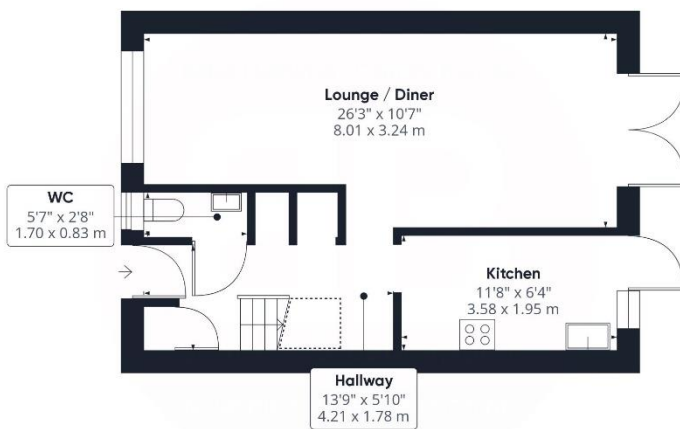 Lounge / Diner
26'3" x 10'7"
8.01 x 3.24 m
WC
5'7" x 2'8"
1.70 x 0.83 m
Kitchen
11'8" x 6'4"
3.58 x 1.95 m
Hallway
13'9" x 5'10"
4.21 x 1.78 m